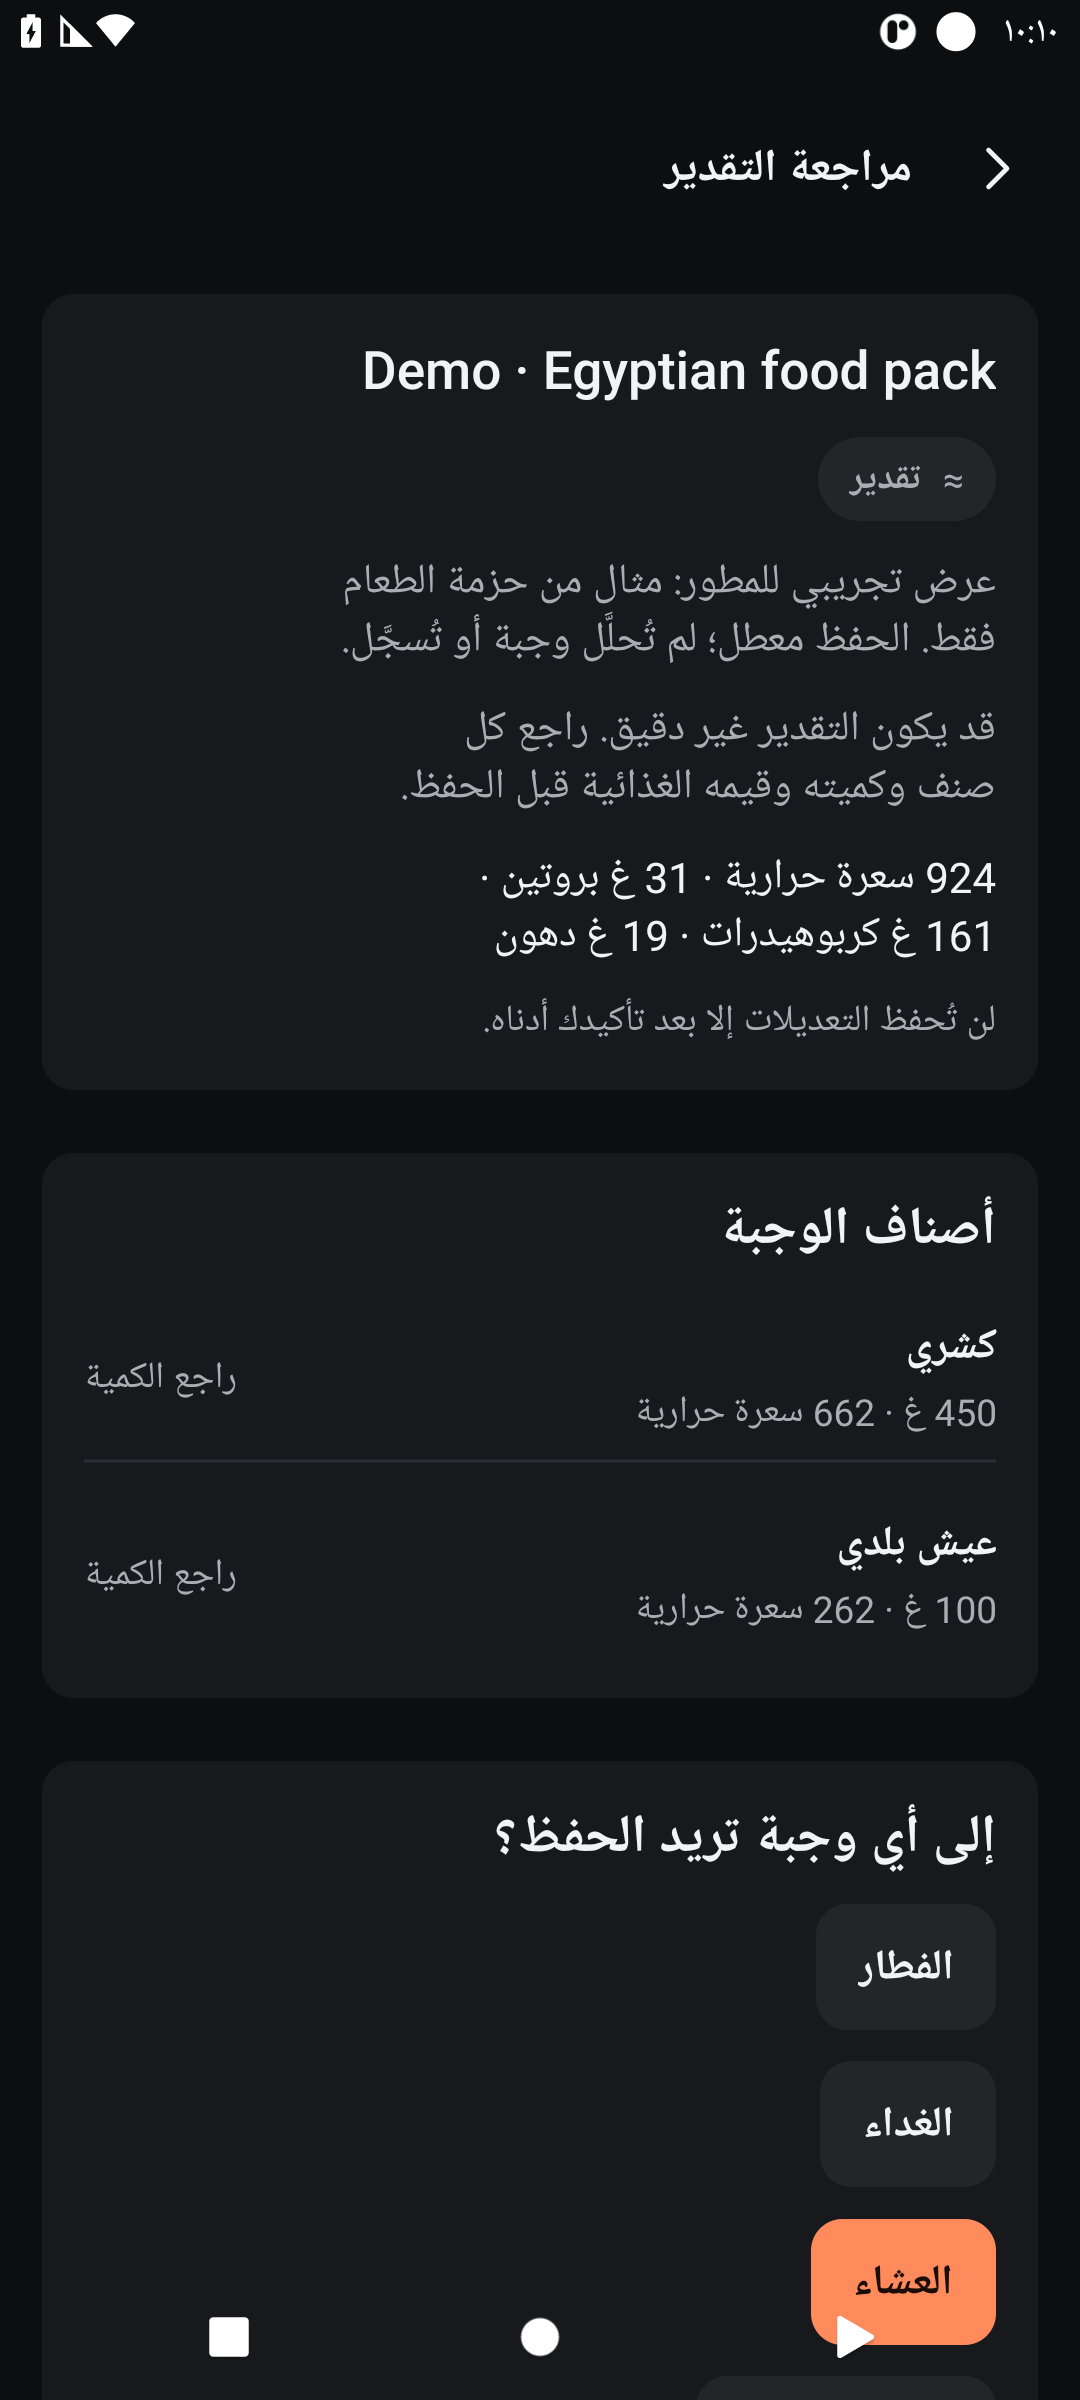 ١٠:١٠
مراجعة التقدير
Demo · Egyptian food pack
≈ تقدير
عرض تجريبي للمطور: مثال من حزمة الطعام
فقط. الحفظ معطل؛ لم تُحلَّل وجبة أو تُسجَّل.
قد يكون التقدير غير دقيق. راجع كل
صنف وكميته وقيمه الغذائية قبل الحفظ.
924 سعرة حرارية · 31 غ بروتين ·
161 غ كربوهيدرات · 19 غ دهون
لن تُحفظ التعديلات إلا بعد تأكيدك أدناه.
أصناف الوجبة
كشري
450 غ · 662 سعرة حرارية
راجع الكمية
عيش بلدي
100 غ · 262 سعرة حرارية
راجع الكمية
إلى أي وجبة تريد الحفظ؟
الفطار
الغداء
العشاء